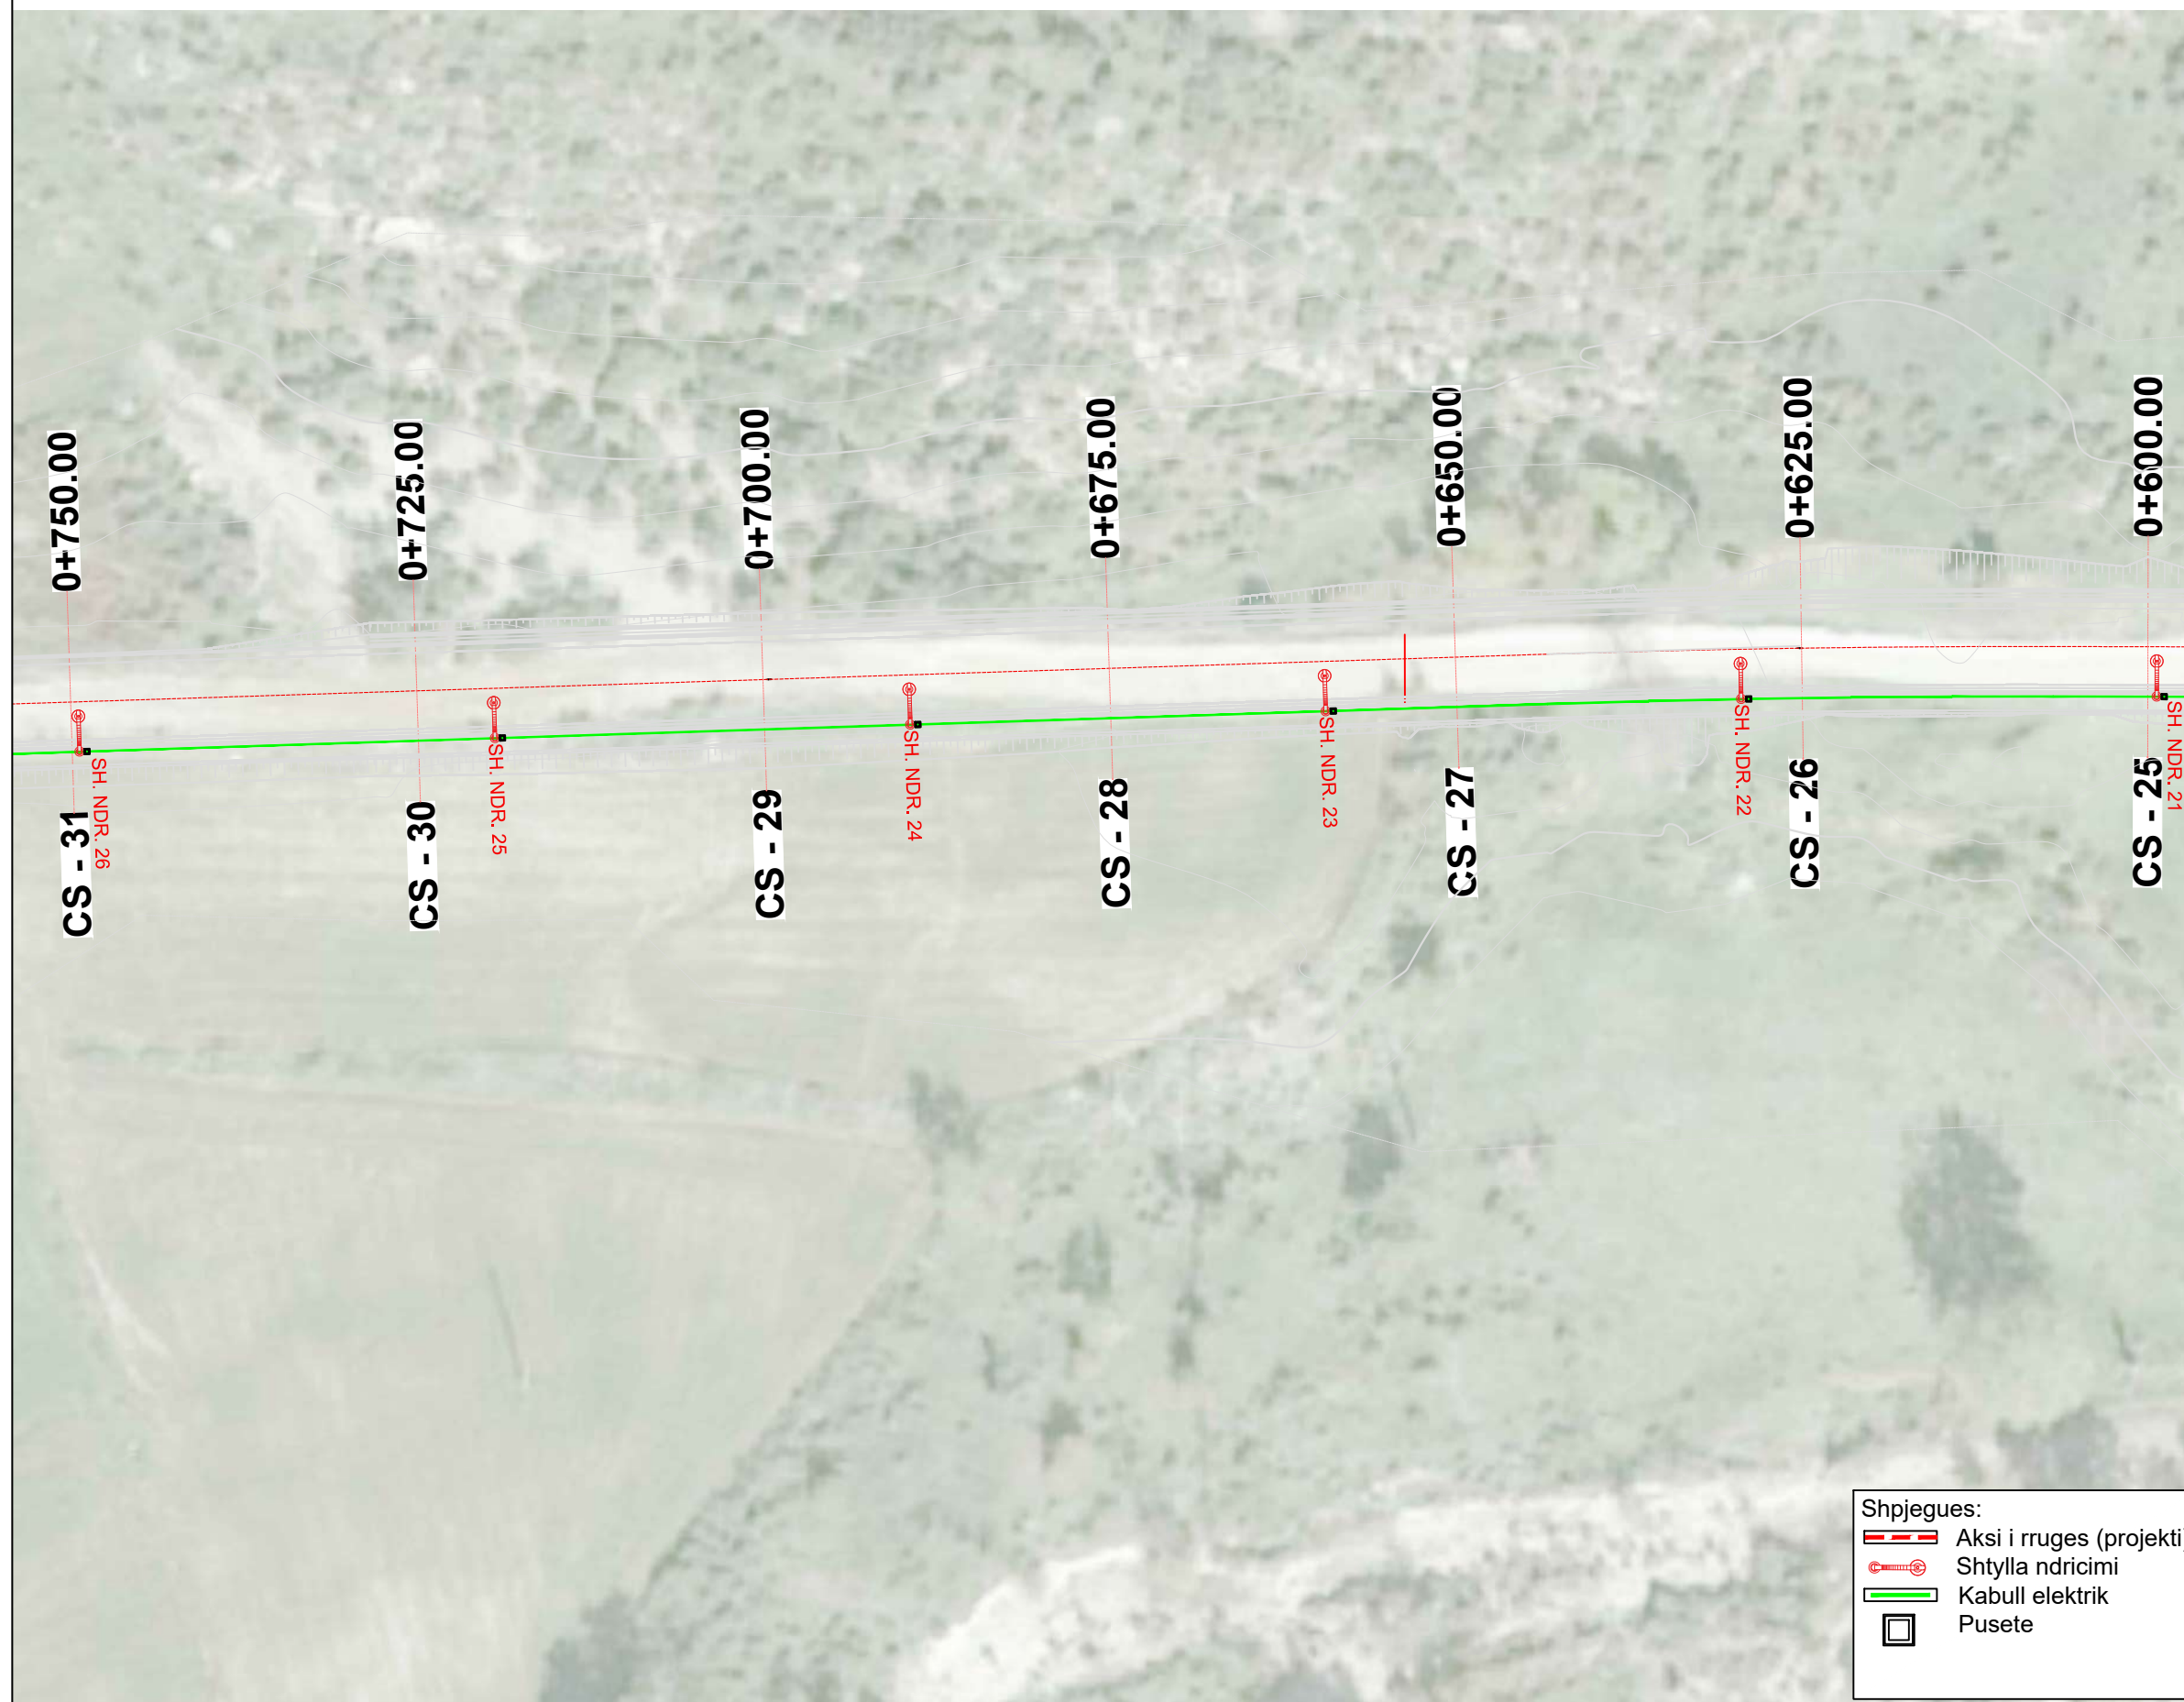 0+750.00
0+725.00
0+700.00
0+675.00
0+650.00
0+625.00
0+600.00
SH. NDR. 26
SH. NDR. 25
SH. NDR. 24
SH. NDR. 23
SH. NDR. 22
SH. NDR. 21
CS - 31
CS - 30
CS - 29
CS - 28
CS - 27
CS - 26
CS - 25
Shpjegues:
Aksi i rruges (projekti)
Shtylla ndricimi
Kabull elektrik
Pusete